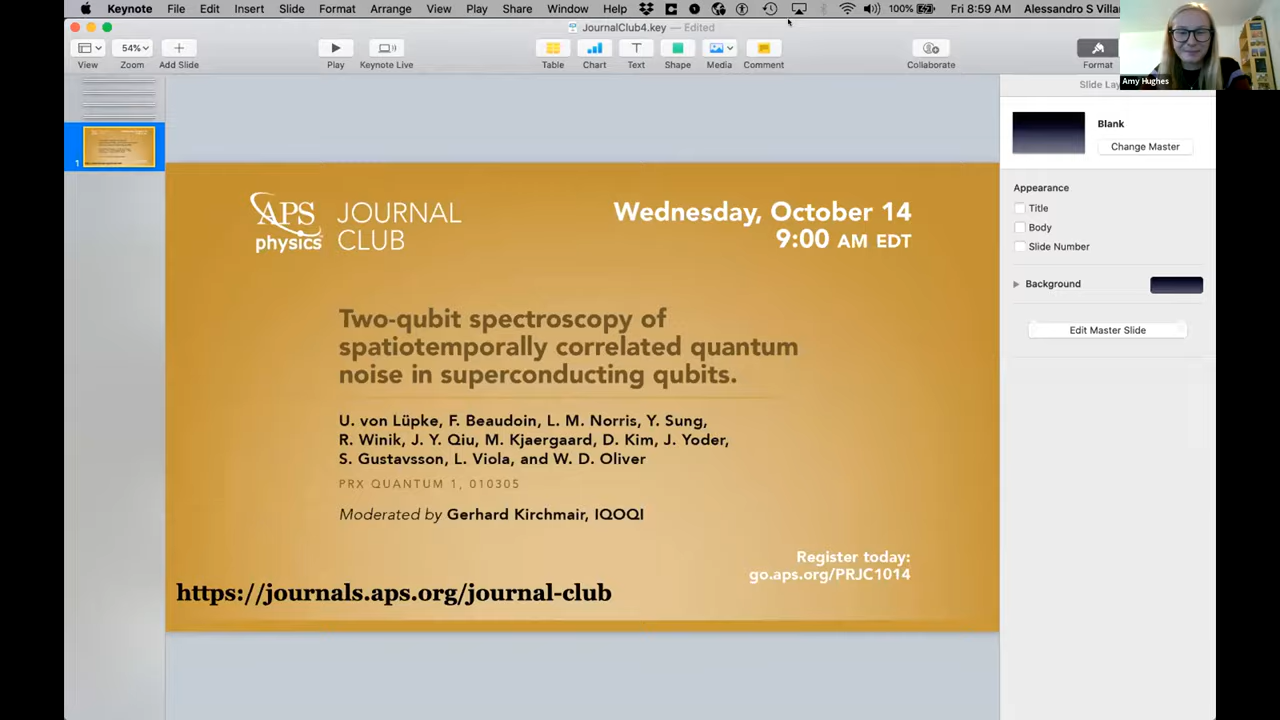 Keynote File Edit Insert Slide Format Arrange View Play Share Window Help 100% Fri 8:59 AM Alessandro S Villar
JournalClub4.key — Edited
54%
View Zoom Add Slide Play Keynote Live Table Chart Text Shape Media Comment Collaborate Format
Amy Hughes
Slide Lay
1
Blank
Change Master
Appearance
Title
Body
Slide Number
Background
Edit Master Slide
APS physics
JOURNAL CLUB
Wednesday, October 14
9:00 AM EDT
Two-qubit spectroscopy of
spatiotemporally correlated quantum
noise in superconducting qubits.
U. von Lüpke, F. Beaudoin, L. M. Norris, Y. Sung,
R. Winik, J. Y. Qiu, M. Kjaergaard, D. Kim, J. Yoder,
S. Gustavsson, L. Viola, and W. D. Oliver
PRX QUANTUM 1, 010305
Moderated by Gerhard Kirchmair, IQOQI
Register today:
go.aps.org/PRJC1014
https://journals.aps.org/journal-club